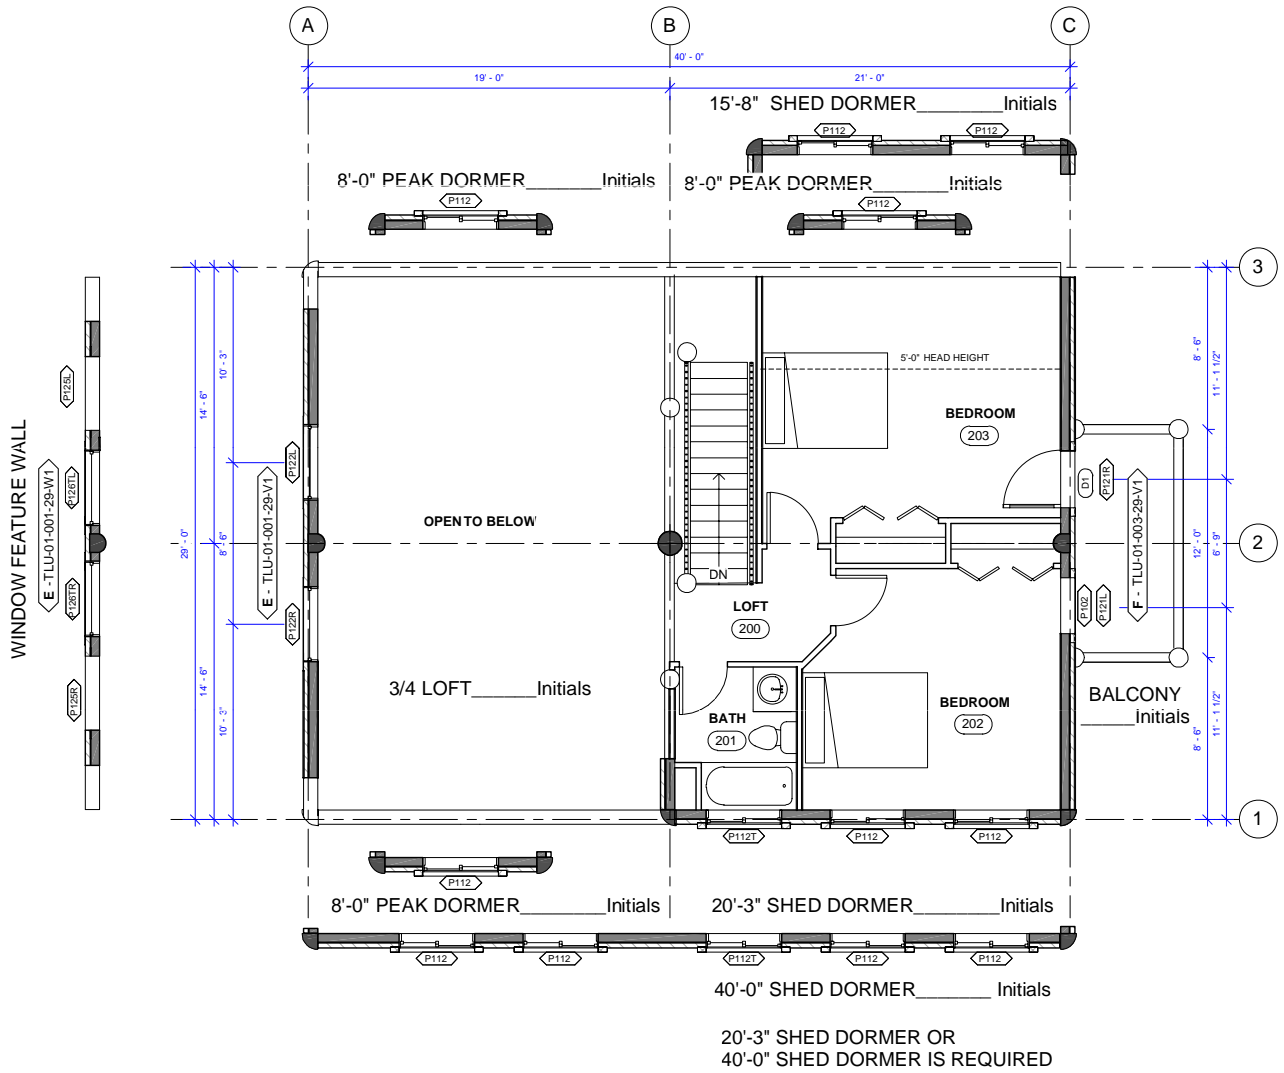 A
B
C
40' - 0"
19' - 0"
21' - 0"
15'-8" SHED DORMER________Initials
P112
P112
8'-0" PEAK DORMER_______Initials
8'-0" PEAK DORMER_______Initials
P112
P112
3
10' - 3"
14' - 6"
8' - 6"
11' - 1 1/2"
5'-0" HEAD HEIGHT
BEDROOM
203
P125L
WINDOW FEATURE WALL
E - TLU-01-001-29-W1
P126TL
P126TR
P125R
E - TLU-01-001-29-V1
P122L
P122R
D1
P121R
F - TLU-01-003-29-V1
OPEN TO BELOW
29' - 0"
8' - 6"
12' - 0"
6' - 9"
2
DN
LOFT
200
P102
P121L
3/4 LOFT______Initials
14' - 6"
10' - 3"
BATH
201
BEDROOM
202
BALCONY
_____Initials
8' - 6"
11' - 1 1/2"
1
P112T
P112
P112
P112
8'-0" PEAK DORMER________Initials
20'-3" SHED DORMER________Initials
P112
P112
P112T
P112
P112
40'-0" SHED DORMER_______ Initials
20'-3" SHED DORMER OR
40'-0" SHED DORMER IS REQUIRED